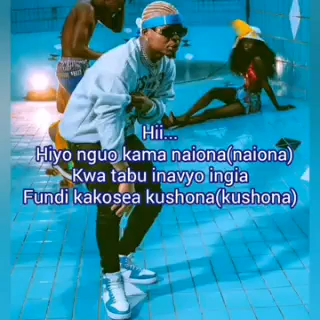 Hii...
Hiyo nguo kama naiona(naiona)
Kwa tabu inavyo ingia
Fundi kakosea kushona(kushona)